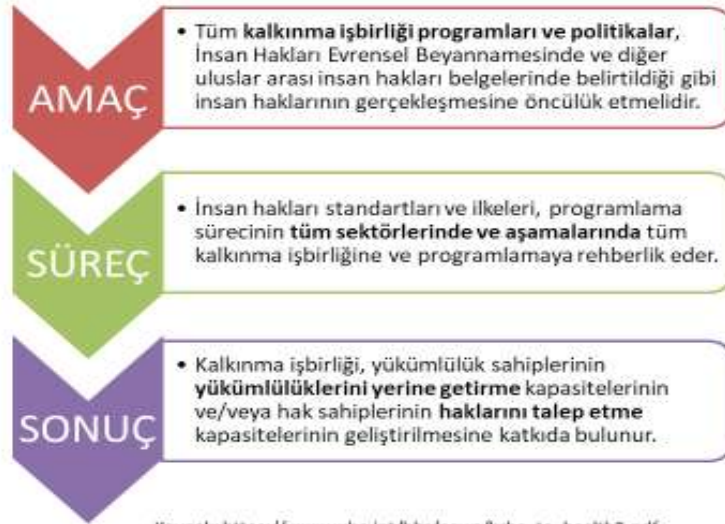 AMAÇ
• Tüm kalkınma işbirliği programları ve politikalar,
İnsan Hakları Evrensel Beyannamesinde ve diğer
uluslar arası insan hakları belgelerinde belirtildiği gibi
insan haklarının gerçekleşmesine öncülük etmelidir.
SÜREÇ
• İnsan hakları standartları ve ilkeleri, programlama
sürecinin tüm sektörlerinde ve aşamalarında tüm
kalkınma işbirliğine ve programlamaya rehberlik eder.
SONUÇ
• Kalkınma işbirliği, yükümlülük sahiplerinin
yükümlülüklerini yerine getirme kapasitelerinin
ve/veya hak sahiplerinin haklarını talep etme
kapasitelerinin geliştirilmesine katkıda bulunur.